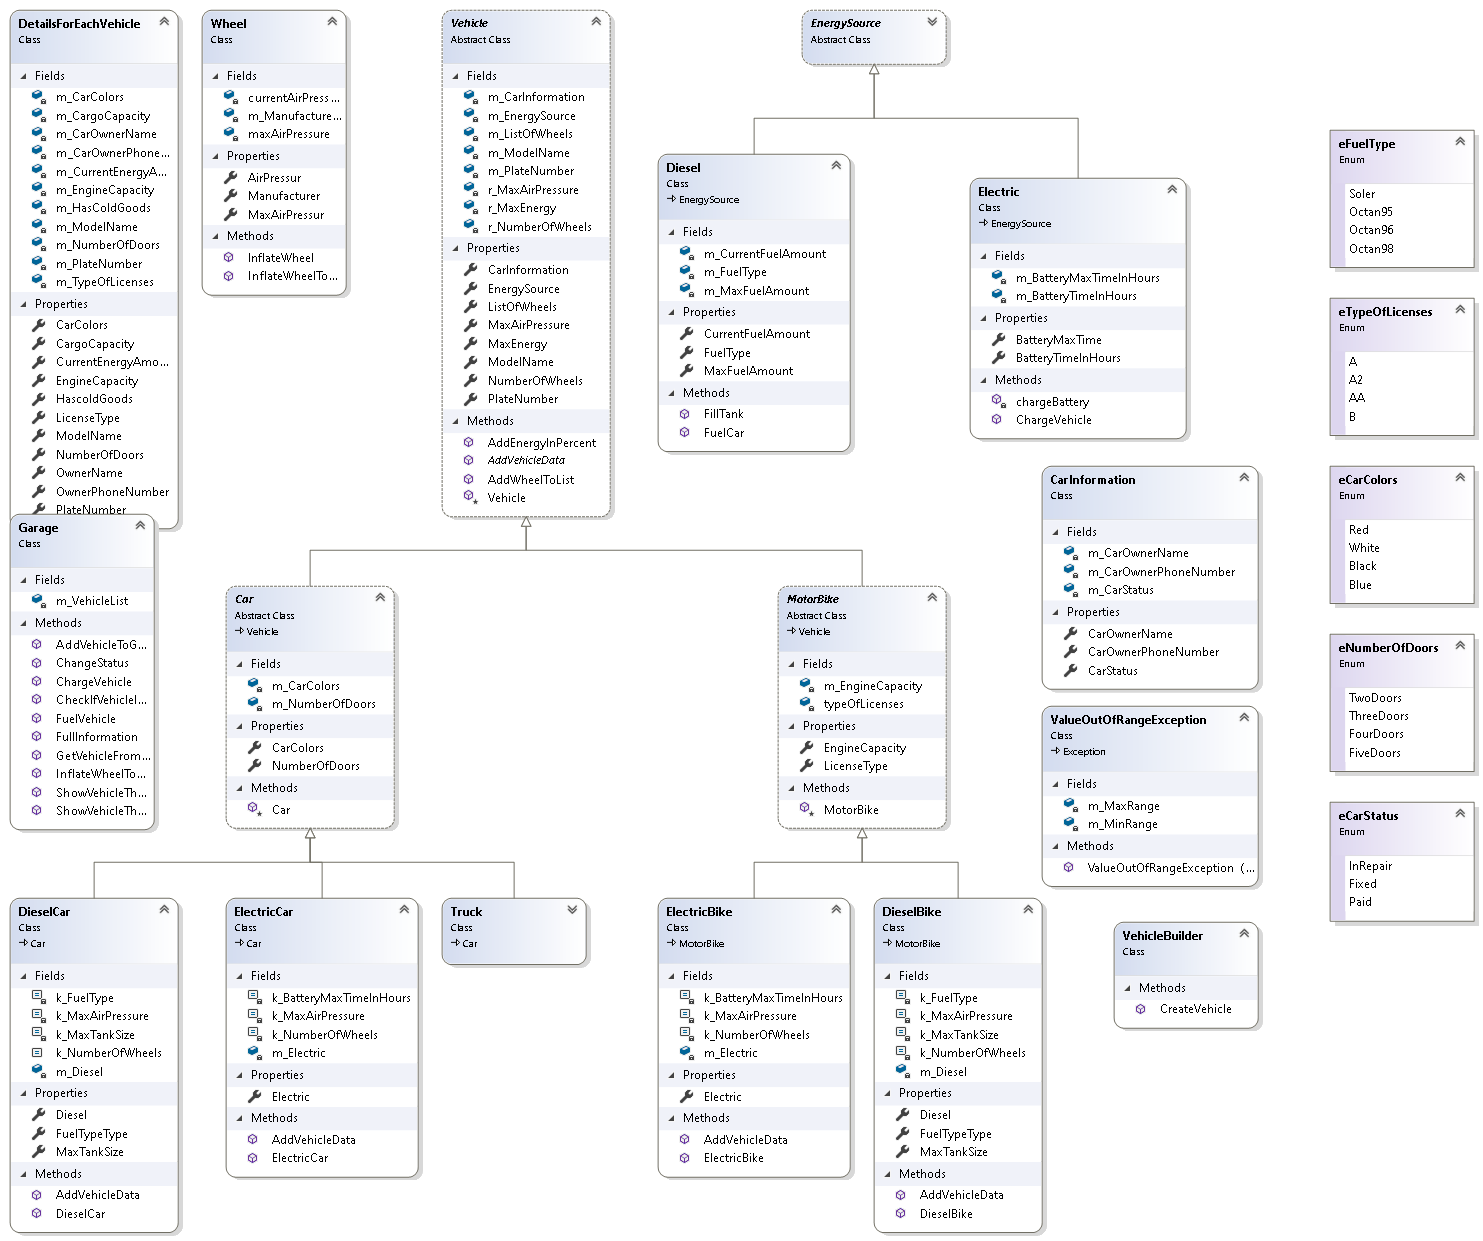 DetailsForEachVehicle
Class
Fields
m_CarColors
m_CargoCapacity
m_CarOwnerName
m_CarOwnerPhone...
m_CurrentEnergyA...
m_EngineCapacity
m_HasColdGoods
m_ModelName
m_NumberOfDoors
m_PlateNumber
m_TypeOfLicenses
Properties
CarColors
CargoCapacity
CurrentEnergyAmo...
EngineCapacity
HascoldGoods
LicenseType
ModelName
NumberOfDoors
OwnerName
OwnerPhoneNumber
PlateNumber
Garage
Class
Fields
m_VehicleList
Methods
AddVehicleToG...
ChangeStatus
ChargeVehicle
CheckIfVehicleI...
FuelVehicle
FullInformation
GetVehicleFrom...
InflateWheelTo...
ShowVehicleTh...
ShowVehicleTh...
Wheel
Class
Fields
currentAirPress...
m_Manufacture...
maxAirPressure
Properties
AirPressur
Manufacturer
MaxAirPressur
Methods
InflateWheel
InflateWheelTo...
Vehicle
Abstract Class
Fields
m_CarInformation
m_EnergySource
m_ListOfWheels
m_ModelName
m_PlateNumber
r_MaxAirPressure
r_MaxEnergy
r_NumberOfWheels
Properties
CarInformation
EnergySource
ListOfWheels
MaxAirPressure
MaxEnergy
ModelName
NumberOfWheels
PlateNumber
Methods
AddEnergyInPercent
AddVehicleData
AddWheelToList
Vehicle
EnergySource
Abstract Class
Diesel
Class
EnergySource
Fields
m_CurrentFuelAmount
m_FuelType
m_MaxFuelAmount
Properties
CurrentFuelAmount
FuelType
MaxFuelAmount
Methods
FillTank
FuelCar
Electric
Class
EnergySource
Fields
m_BatteryMaxTimeInHours
m_BatteryTimeInHours
Properties
BatteryMaxTime
BatteryTimeInHours
Methods
chargeBattery
ChargeVehicle
Car
Abstract Class
Vehicle
Fields
m_CarColors
m_NumberOfDoors
Properties
CarColors
NumberOfDoors
Methods
Car
MotorBike
Abstract Class
Vehicle
Fields
m_EngineCapacity
typeOfLicenses
Properties
EngineCapacity
LicenseType
Methods
MotorBike
CarInformation
Class
Fields
m_CarOwnerName
m_CarOwnerPhoneNumber
m_CarStatus
Properties
CarOwnerName
CarOwnerPhoneNumber
CarStatus
ValueOutOfRangeException
Class
Exception
Fields
m_MaxRange
m_MinRange
Methods
ValueOutOfRangeException (...
VehicleBuilder
Class
Methods
CreateVehicle
DieselCar
Class
Car
Fields
k_FuelType
k_MaxAirPressure
k_MaxTankSize
k_NumberOfWheels
m_Diesel
Properties
Diesel
FuelTypeType
MaxTankSize
Methods
AddVehicleData
DieselCar
ElectricCar
Class
Car
Fields
k_BatteryMaxTimeInHours
k_MaxAirPressure
k_NumberOfWheels
m_Electric
Properties
Electric
Methods
AddVehicleData
ElectricCar
Truck
Class
Car
ElectricBike
Class
MotorBike
Fields
k_BatteryMaxTimeInHours
k_MaxAirPressure
k_NumberOfWheels
m_Electric
Properties
Electric
Methods
AddVehicleData
ElectricBike
DieselBike
Class
MotorBike
Fields
k_FuelType
k_MaxAirPressure
k_MaxTankSize
k_NumberOfWheels
m_Diesel
Properties
Diesel
FuelTypeType
MaxTankSize
Methods
AddVehicleData
DieselBike
eFuelType
Enum
Soler
Octan95
Octan96
Octan98
eTypeOfLicenses
Enum
A
A2
AA
B
eCarColors
Enum
Red
White
Black
Blue
eNumberOfDoors
Enum
TwoDoors
ThreeDoors
FourDoors
FiveDoors
eCarStatus
Enum
InRepair
Fixed
Paid